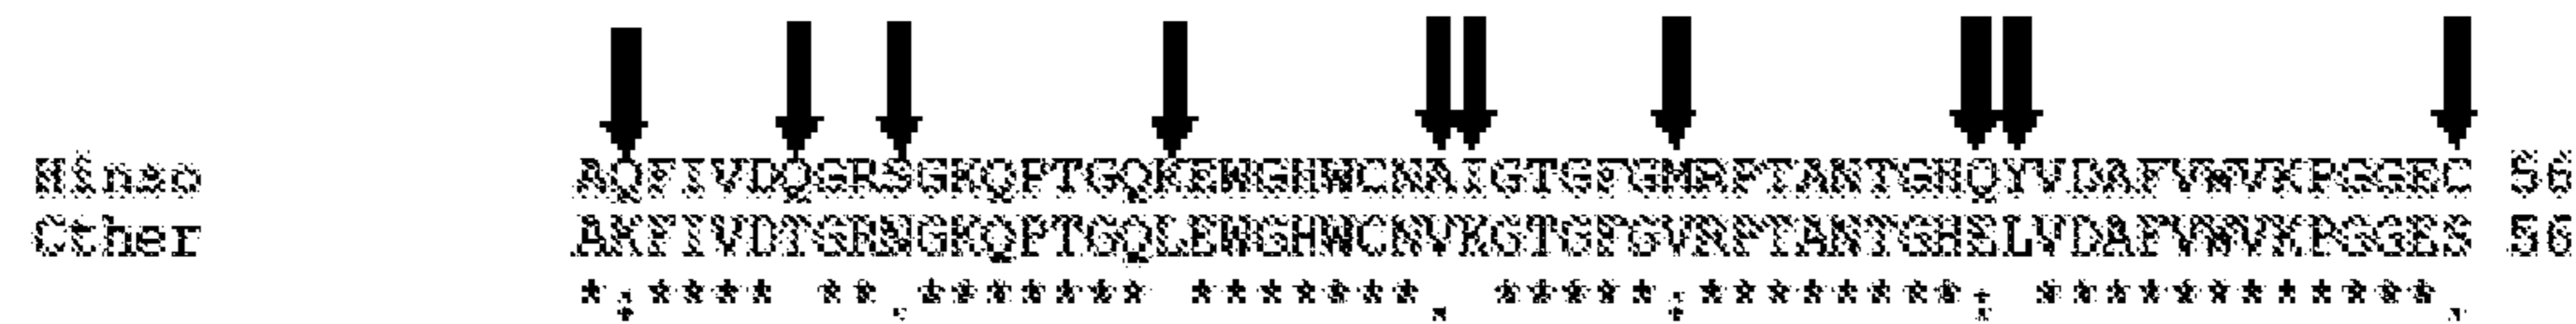 Hinso AQFIVDQGRSGKQPTGQKEWGHWCNAIGTGFGMRPTANTGHQYVDAFVWVKPGGEC 56
Cther AKFIVDTGRNGKQPTGQLEWGHWCNVKGTGFGVRPTANTGHELVDAFVWVKPGGES 56
*:**** **.******* *******. *****:********: ************.